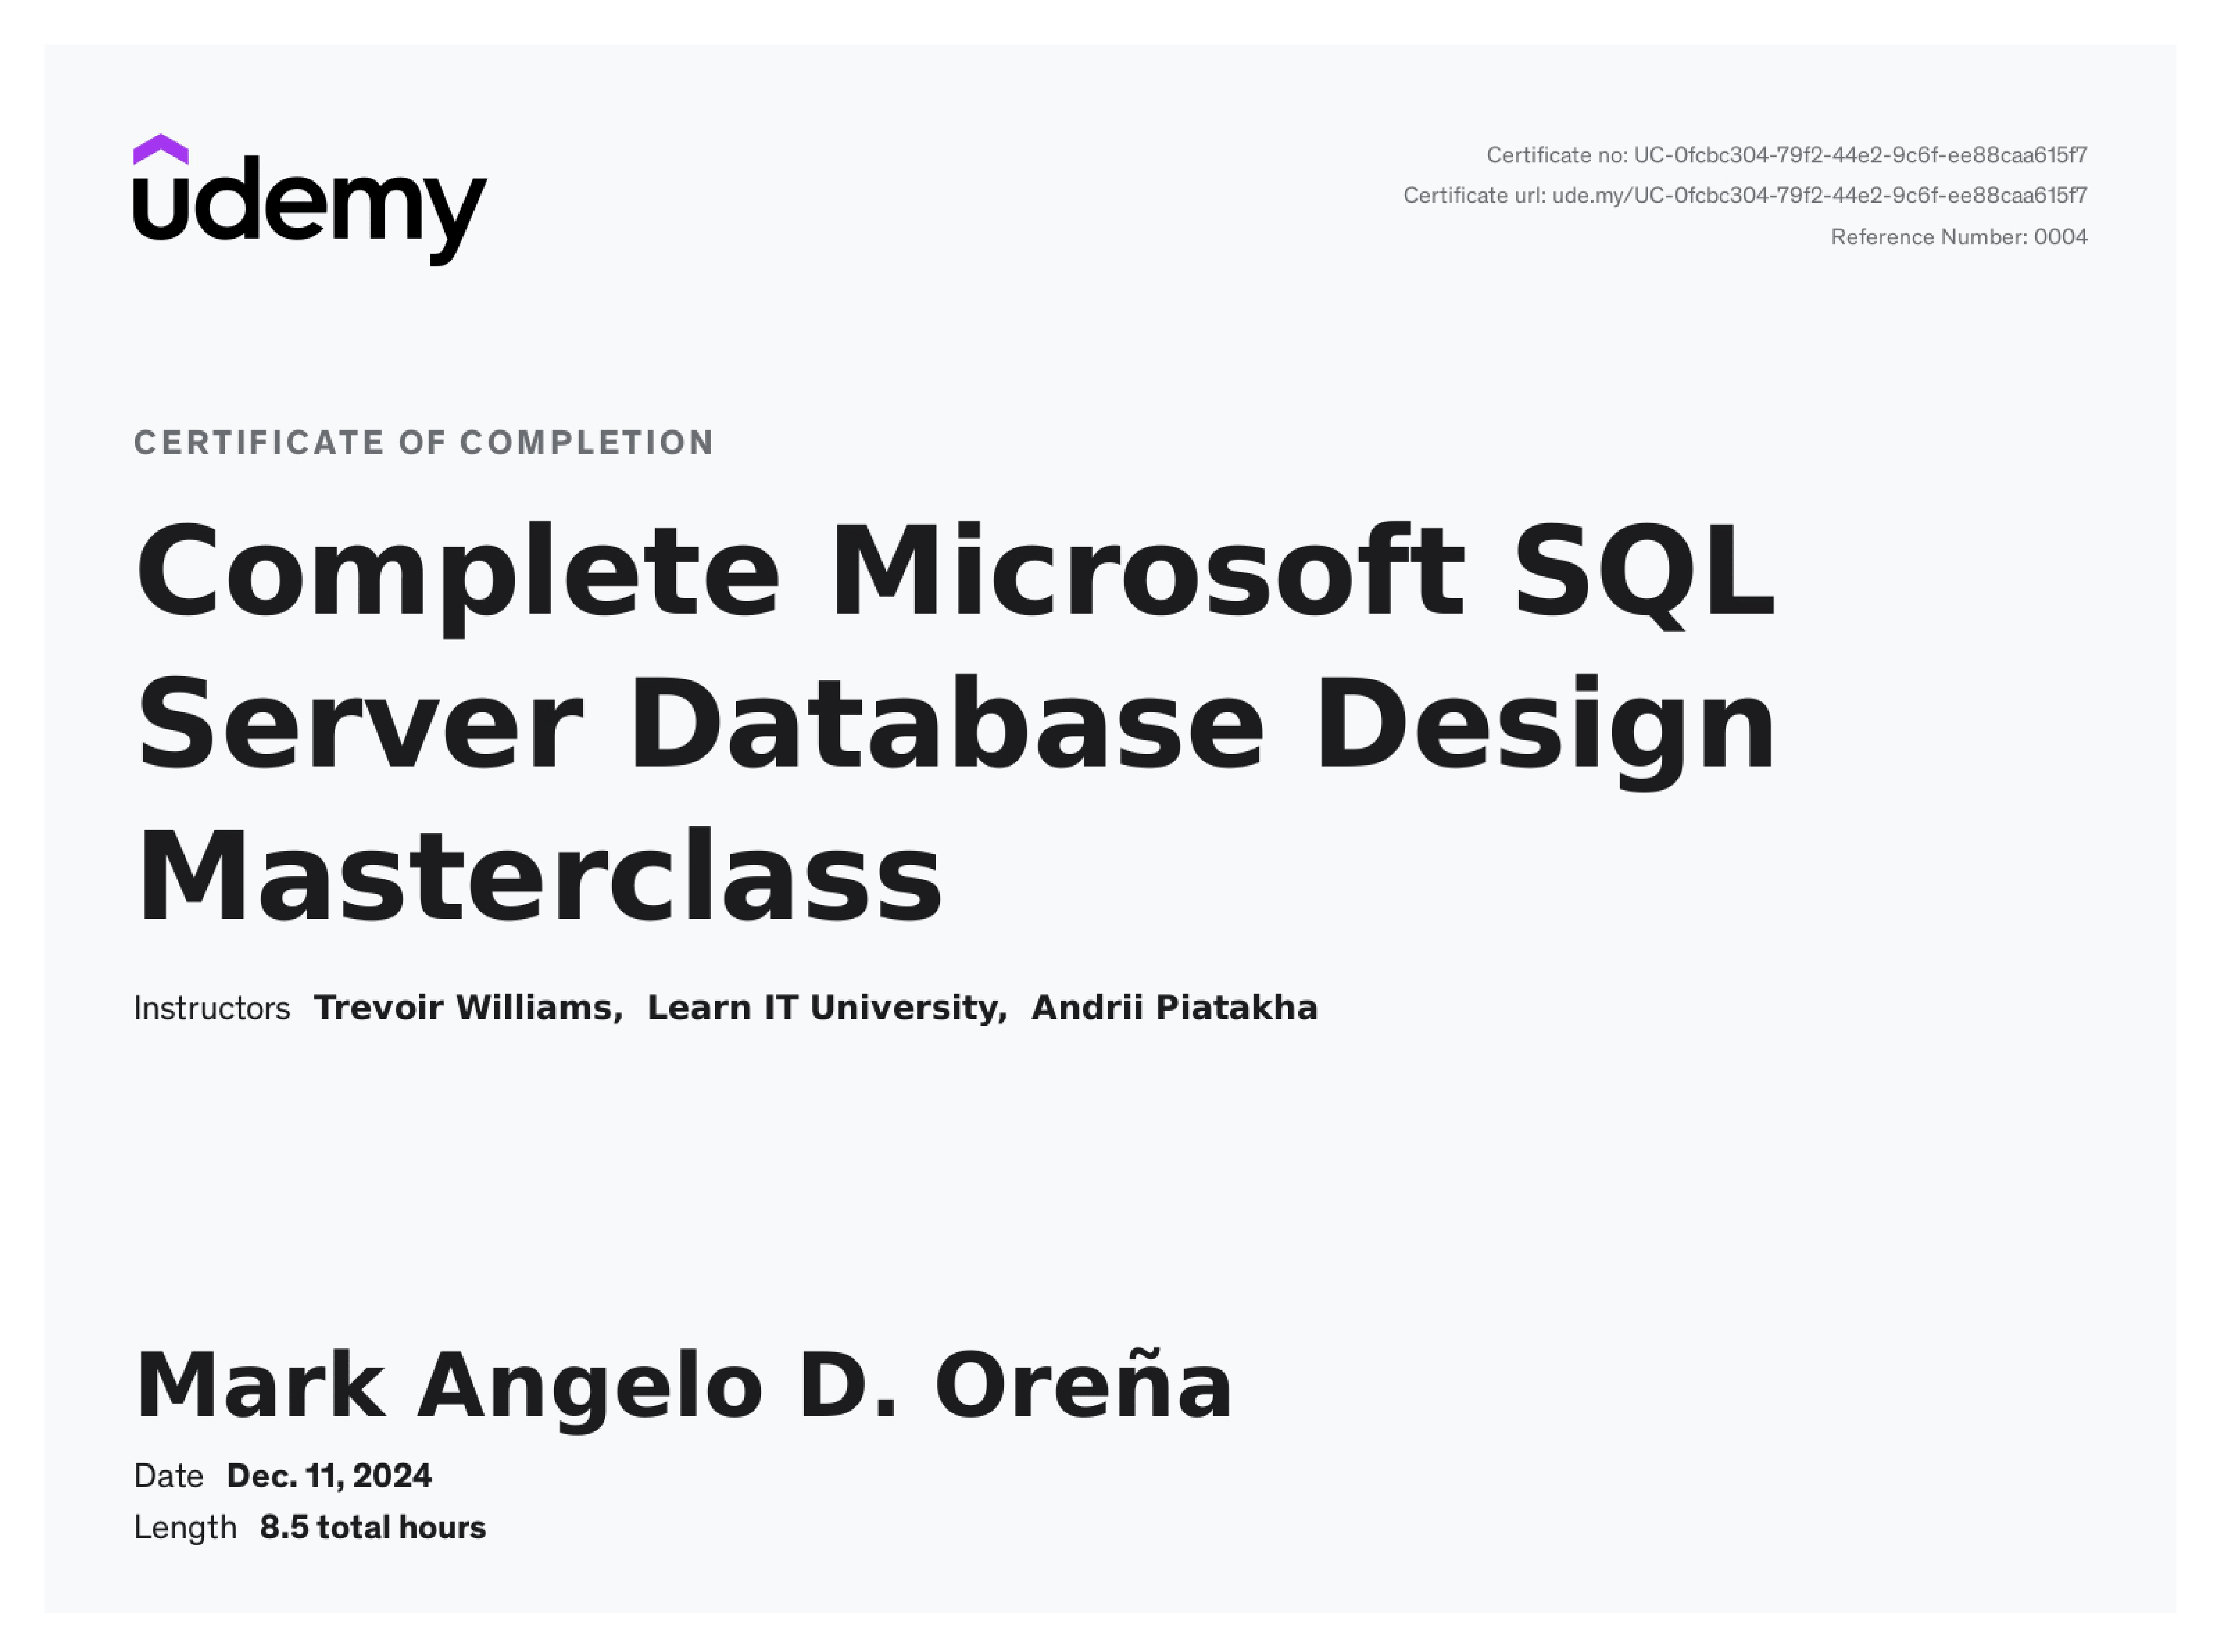 udemy
Certificate no: UC-0fcbc304-79f2-44e2-9c6f-ee88caa615f7
Certificate url: ude.my/UC-0fcbc304-79f2-44e2-9c6f-ee88caa615f7
Reference Number: 0004
CERTIFICATE OF COMPLETION
Complete Microsoft SQL
Server Database Design
Masterclass
Instructors Trevoir Williams, Learn IT University, Andrii Piatakha
Mark Angelo D. Oreña
Date Dec. 11, 2024
Length 8.5 total hours